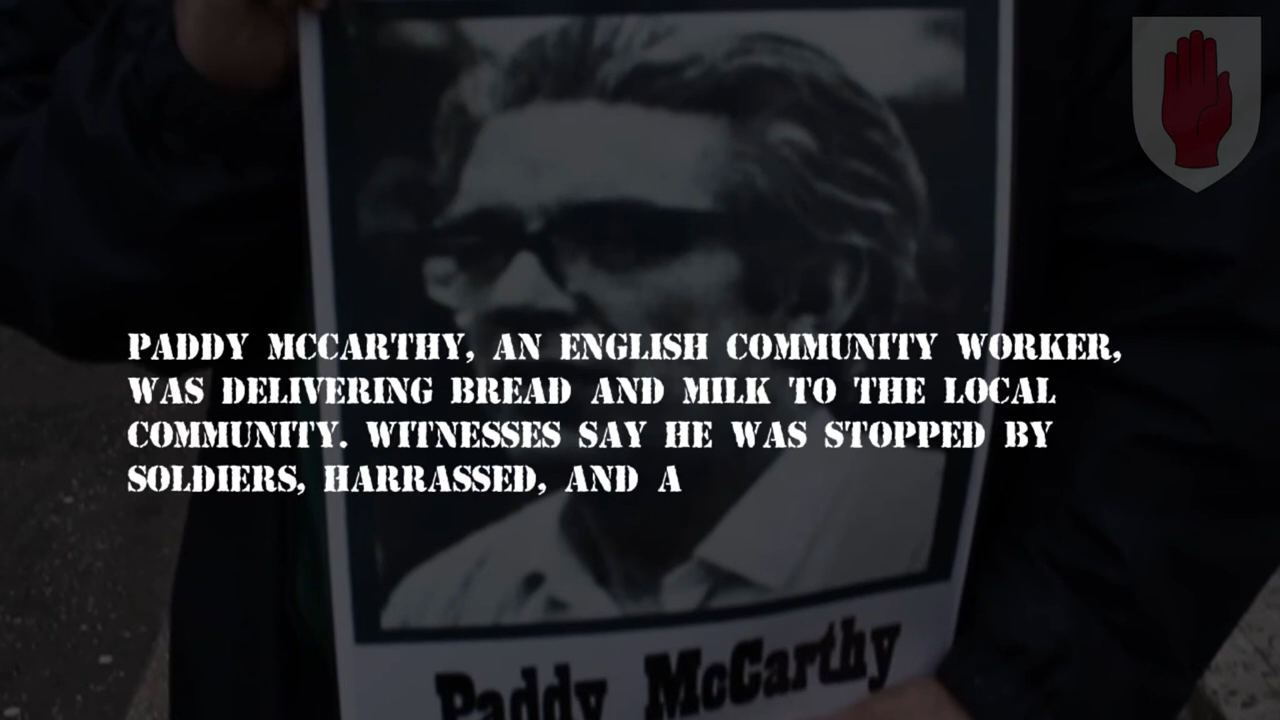 PADDY MCCARTHY, AN ENGLISH COMMUNITY WORKER,
WAS DELIVERING BREAD AND MILK TO THE LOCAL
COMMUNITY. WITNESSES SAY HE WAS STOPPED BY
SOLDIERS, HARRASSED, AND A
Paddy McCarthy